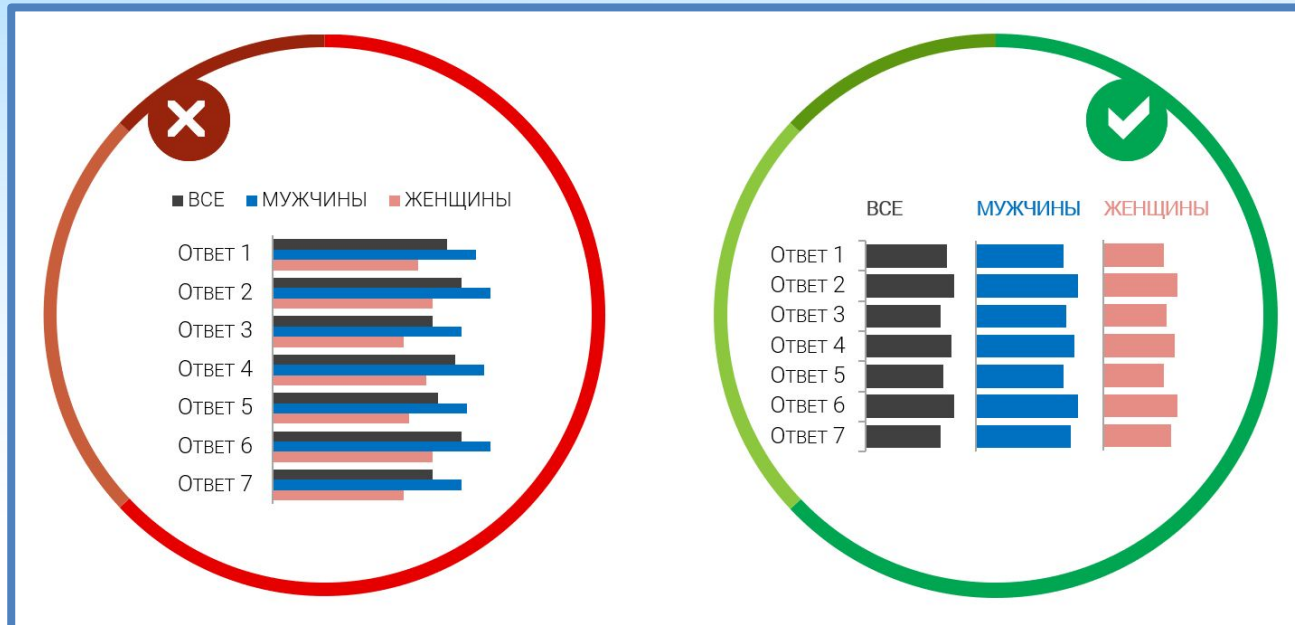 ВСЕ МУЖЧИНЫ ЖЕНЩИНЫ
Ответ 1
Ответ 2
Ответ 3
Ответ 4
Ответ 5
Ответ 6
Ответ 7
ВСЕ МУЖЧИНЫ ЖЕНЩИНЫ
Ответ 1
Ответ 2
Ответ 3
Ответ 4
Ответ 5
Ответ 6
Ответ 7